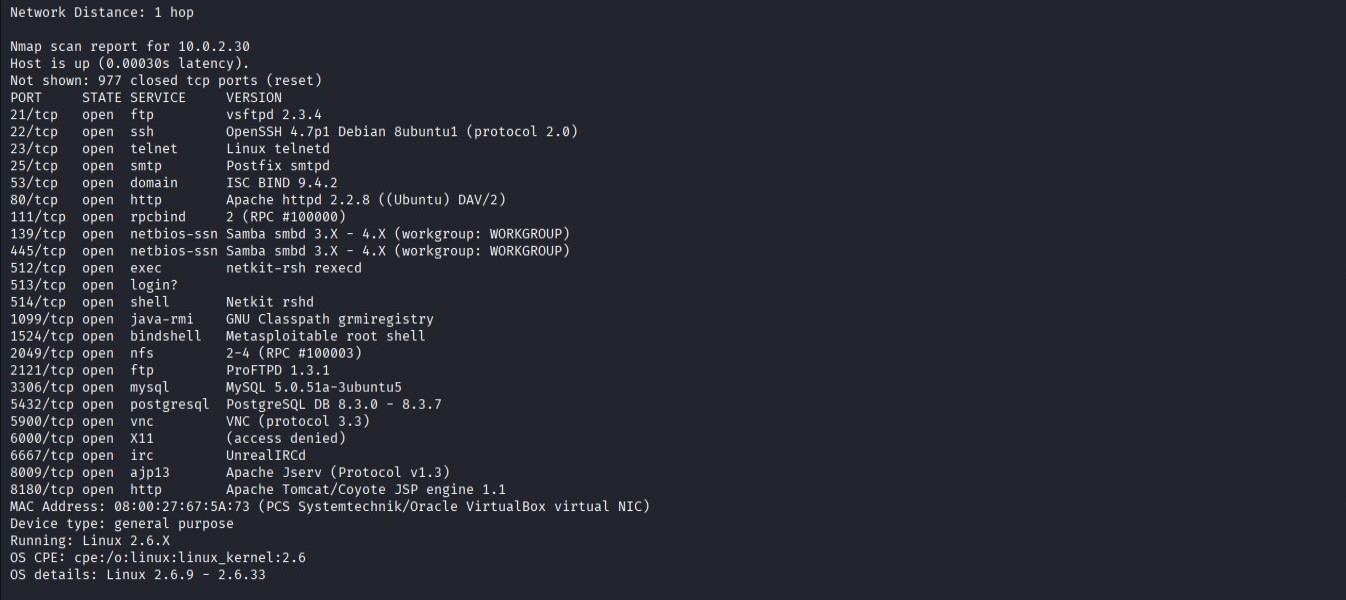 Network Distance: 1 hop

Nmap scan report for 10.0.2.30
Host is up (0.00030s latency).
Not shown: 977 closed tcp ports (reset)
PORT     STATE SERVICE     VERSION
21/tcp   open  ftp         vsftpd 2.3.4
22/tcp   open  ssh         OpenSSH 4.7p1 Debian 8ubuntu1 (protocol 2.0)
23/tcp   open  telnet      Linux telnetd
25/tcp   open  smtp        Postfix smtpd
53/tcp   open  domain      ISC BIND 9.4.2
80/tcp   open  http        Apache httpd 2.2.8 ((Ubuntu) DAV/2)
111/tcp  open  rpcbind     2 (RPC #100000)
139/tcp  open  netbios-ssn Samba smbd 3.X - 4.X (workgroup: WORKGROUP)
445/tcp  open  netbios-ssn Samba smbd 3.X - 4.X (workgroup: WORKGROUP)
512/tcp  open  exec        netkit-rsh rexecd
513/tcp  open  login?
514/tcp  open  shell       Netkit rshd
1099/tcp open  java-rmi    GNU Classpath grmiregistry
1524/tcp open  bindshell   Metasploitable root shell
2049/tcp open  nfs         2-4 (RPC #100003)
2121/tcp open  ftp         ProFTPD 1.3.1
3306/tcp open  mysql       MySQL 5.0.51a-3ubuntu5
5432/tcp open  postgresql  PostgreSQL DB 8.3.0 - 8.3.7
5900/tcp open  vnc         VNC (protocol 3.3)
6000/tcp open  X11         (access denied)
6667/tcp open  irc         UnrealIRCd
8009/tcp open  ajp13       Apache Jserv (Protocol v1.3)
8180/tcp open  http        Apache Tomcat/Coyote JSP engine 1.1
MAC Address: 08:00:27:67:5A:73 (PCS Systemtechnik/Oracle VirtualBox virtual NIC)
Device type: general purpose
Running: Linux 2.6.X
OS CPE: cpe:/o:linux:linux_kernel:2.6
OS details: Linux 2.6.9 - 2.6.33